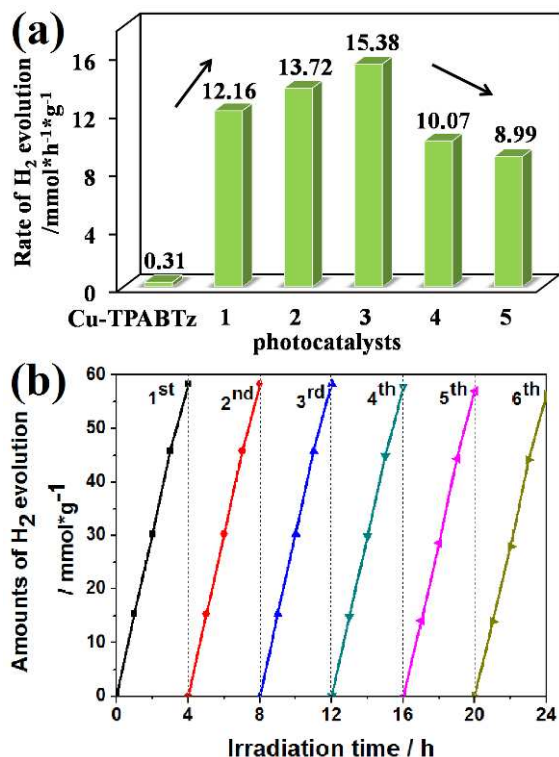 (a)
Rate of H2 evolution
/mmol*h-1*g-1
16
12
8
4
0
0.31
12.16
13.72
15.38
10.07
8.99
Cu-TPABTz 1 2 3 4 5
photocatalysts
(b)
Amounts of H2 evolution
/ mmol*g-1
60
50
40
30
20
10
0
1st 2nd 3rd 4th 5th 6th
0 4 8 12 16 20 24
Irradiation time / h